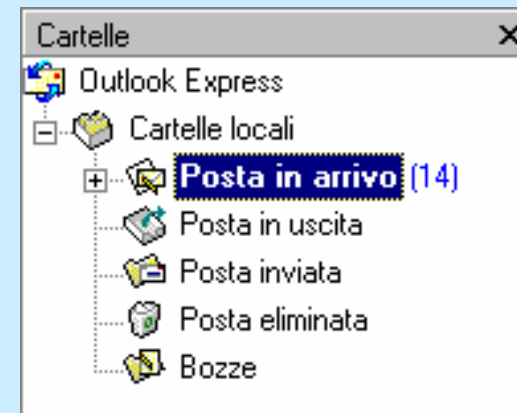 Cartelle
Outlook Express
Cartelle locali
Posta in arrivo (14)
Posta in uscita
Posta inviata
Posta eliminata
Bozze